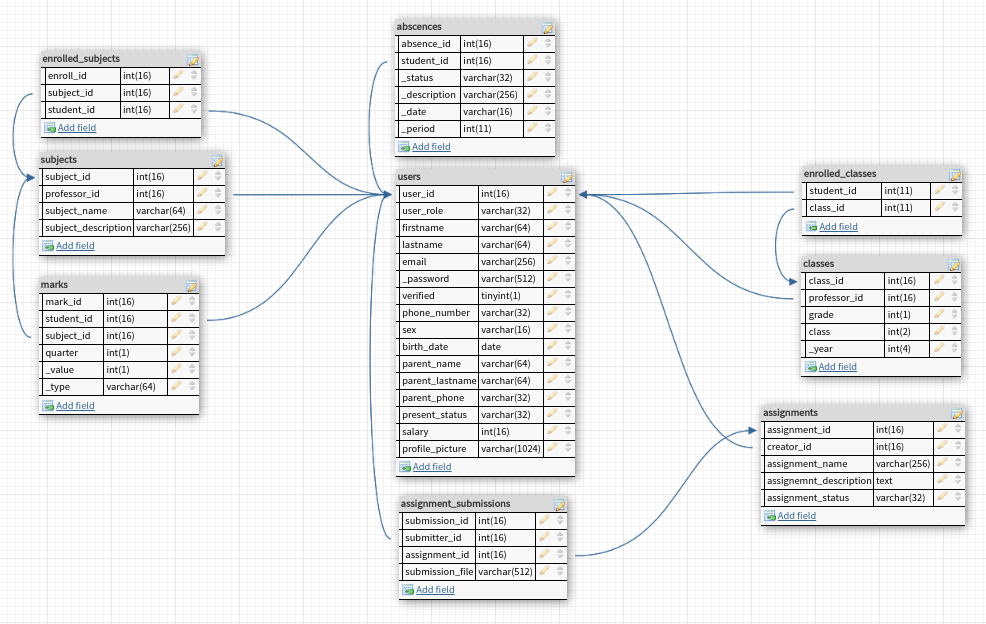 abscences
absence_id int(16)
student_id int(16)
_status varchar(32)
_description varchar(256)
_date varchar(16)
_period int(11)
Add field
enrolled_subjects
enroll_id int(16)
subject_id int(16)
student_id int(16)
Add field
subjects
subject_id int(16)
professor_id int(16)
subject_name varchar(64)
subject_description varchar(256)
Add field
marks
mark_id int(16)
student_id int(16)
subject_id int(16)
quarter int(1)
_value int(1)
_type varchar(64)
Add field
users
user_id int(16)
user_role varchar(32)
firstname varchar(64)
lastname varchar(64)
email varchar(256)
_password varchar(512)
verified tinyint(1)
phone_number varchar(32)
sex varchar(16)
birth_date date
parent_name varchar(64)
parent_lastname varchar(64)
parent_phone varchar(32)
present_status varchar(32)
salary int(16)
profile_picture varchar(1024)
Add field
assignment_submissions
submission_id int(16)
submitter_id int(16)
assignment_id int(16)
submission_file varchar(512)
Add field
enrolled_classes
student_id int(11)
class_id int(11)
Add field
classes
class_id int(16)
professor_id int(16)
grade int(1)
class int(2)
_year int(4)
Add field
assignments
assignment_id int(16)
creator_id int(16)
assignment_name varchar(256)
assignemnt_description text
assignment_status varchar(32)
Add field